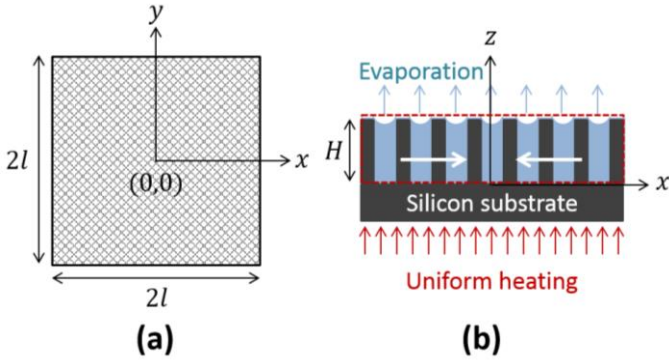 y
2l
x
(0,0)
2l
(a)
z
Evaporation
H
x
Silicon substrate
Uniform heating
(b)